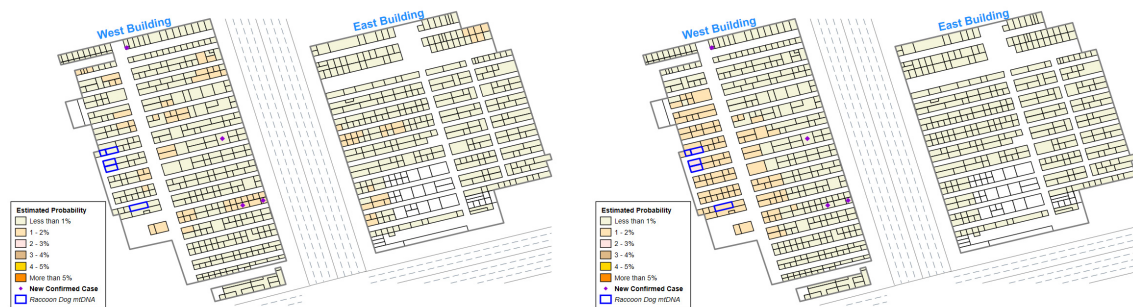 West Building
East Building
Estimated Probability
Less than 1%
1 - 2%
2 - 3%
3 - 4%
4 - 5%
More than 5%
New Confirmed Case
Raccoon Dog mtDNA
West Building
East Building
Estimated Probability
Less than 1%
1 - 2%
2 - 3%
3 - 4%
4 - 5%
More than 5%
New Confirmed Case
Raccoon Dog mtDNA